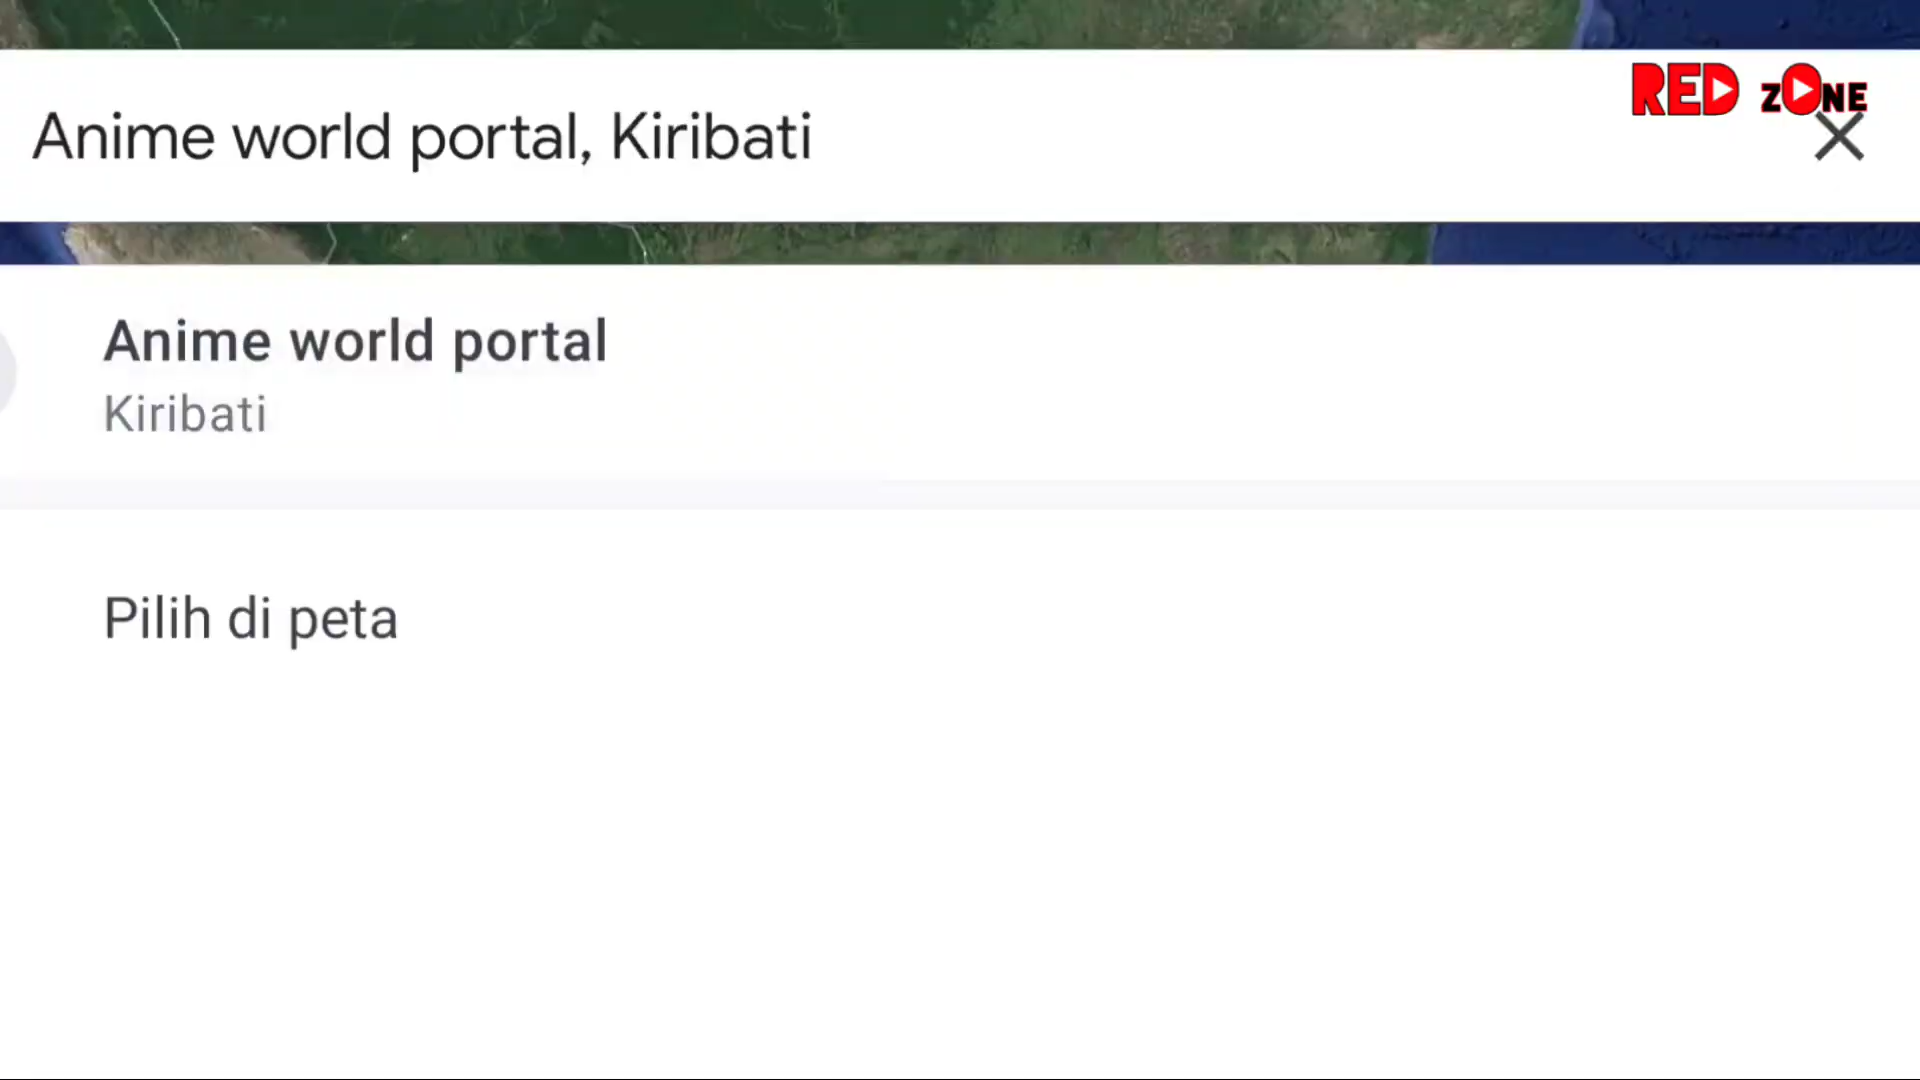 RED ZONE
Anime world portal, Kiribati
Anime world portal
Kiribati
Pilih di peta